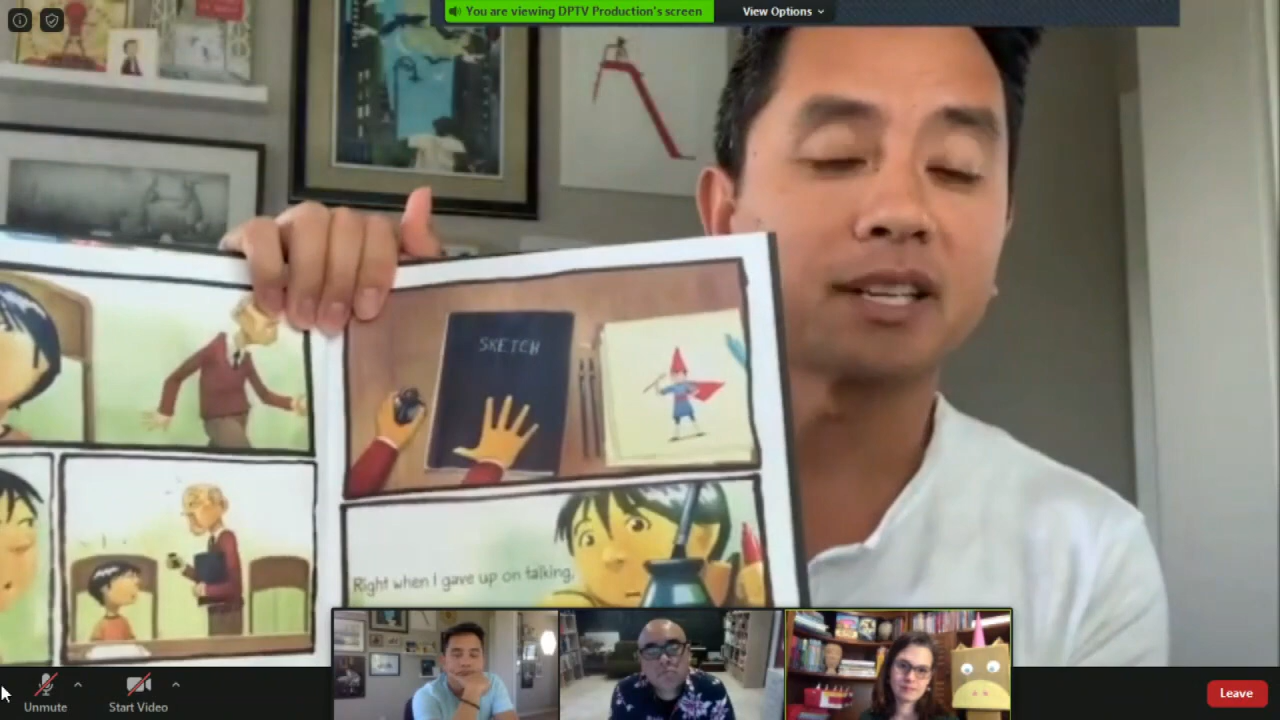 You are viewing DPTV Production's screen
View Options
SKETCH
Right when I gave up on talking,
Unmute
Start Video
Leave